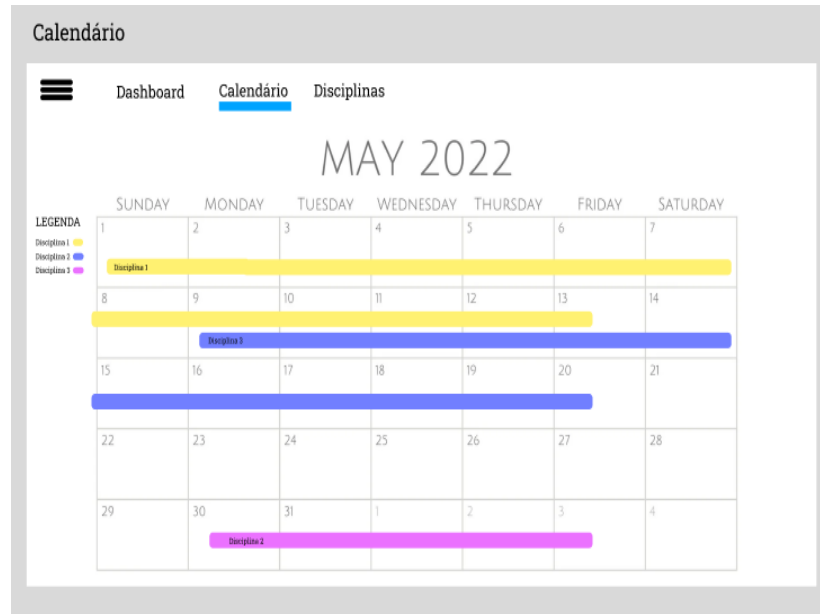 Calendário
Dashboard Calendário Disciplinas
MAY 2022
SUNDAY MONDAY TUESDAY WEDNESDAY THURSDAY FRIDAY SATURDAY
LEGENDA
Disciplina 1
Disciplina 2
Disciplina 3
1 2 3 4 5 6 7
Disciplina 1
8 9 10 11 12 13 14
Disciplina 3
15 16 17 18 19 20 21
22 23 24 25 26 27 28
29 30 31 1 2 3 4
Disciplina 2